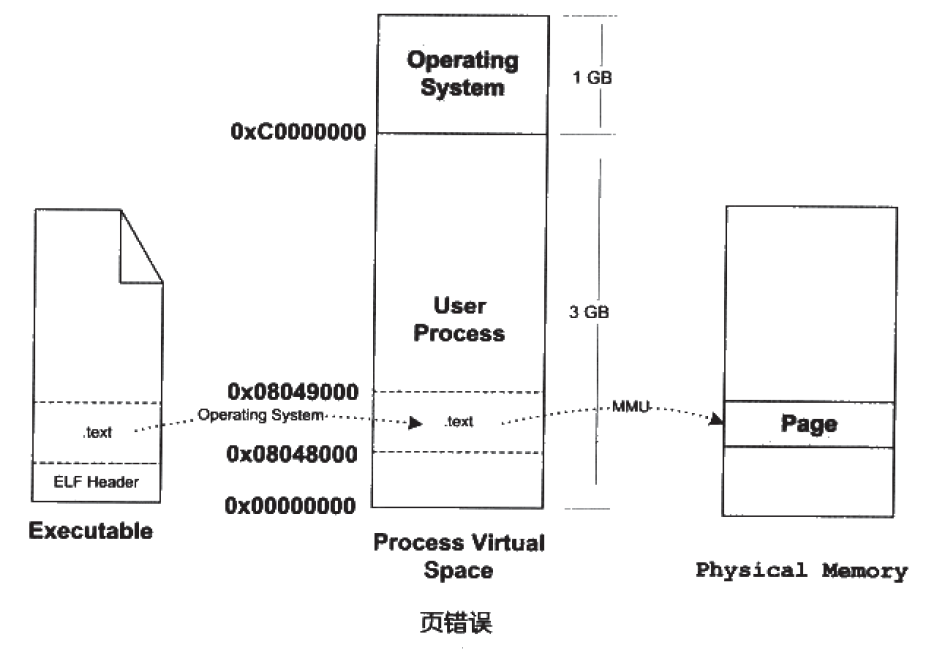 Operating
System
1 GB
0xC0000000
User
Process
3 GB
0x08049000
.text
Operating System
.text
MMU
Page
0x08048000
ELF Header
0x00000000
Executable
Process Virtual
Space
Physical Memory
页错误